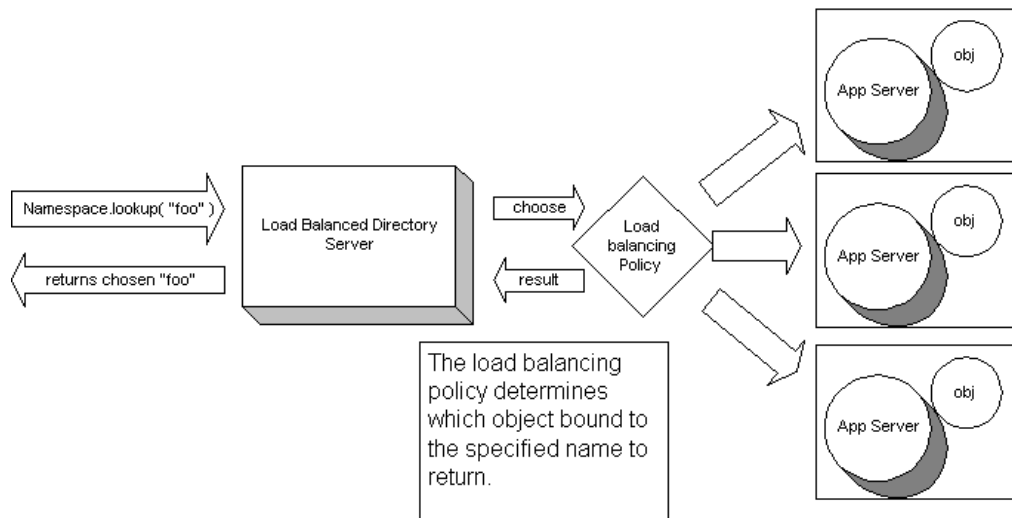 Namespace.lookup( "foo" )
returns chosen "foo"
Load Balanced Directory
Server
choose
result
Load
balancing
Policy
The load balancing
policy determines
which object bound to
the specified name to
return.
App Server
obj
App Server
obj
App Server
obj